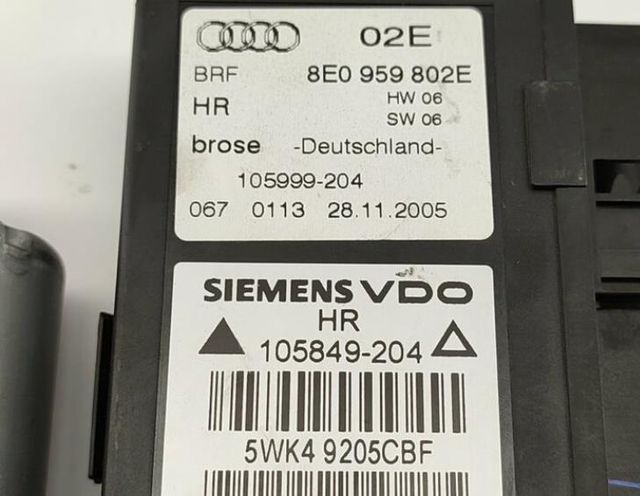 02E
BRF 8E0 959 802E
HR HW 06
SW 06
brose -Deutschland-
105999-204
067 0113 28.11.2005
SIEMENS VDO
HR
105849-204
5WK4 9205CBF